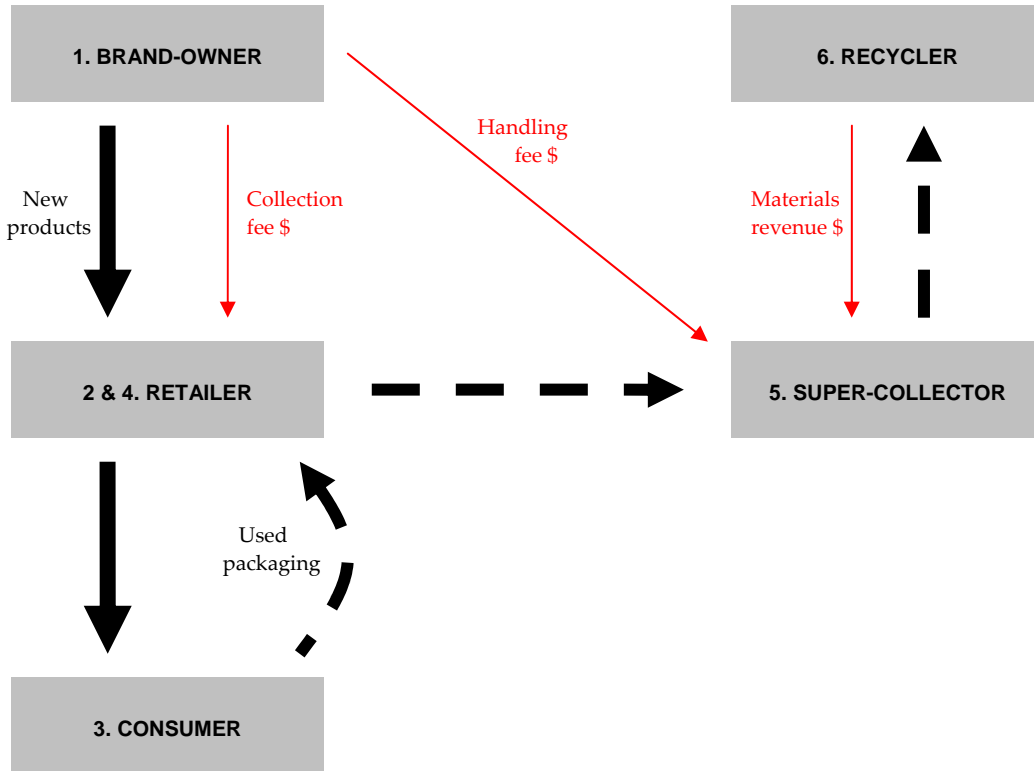 1. BRAND-OWNER
6. RECYCLER
Handling
fee $
New
products
Collection
fee $
Materials
revenue $
2 & 4. RETAILER
5. SUPER-COLLECTOR
Used
packaging
3. CONSUMER